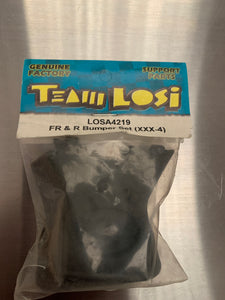 GENUINE FACTORY
SUPPORT PARTS
TEAM LOSI
LOSA4219
FR & R Bumper Set (XXX-4)